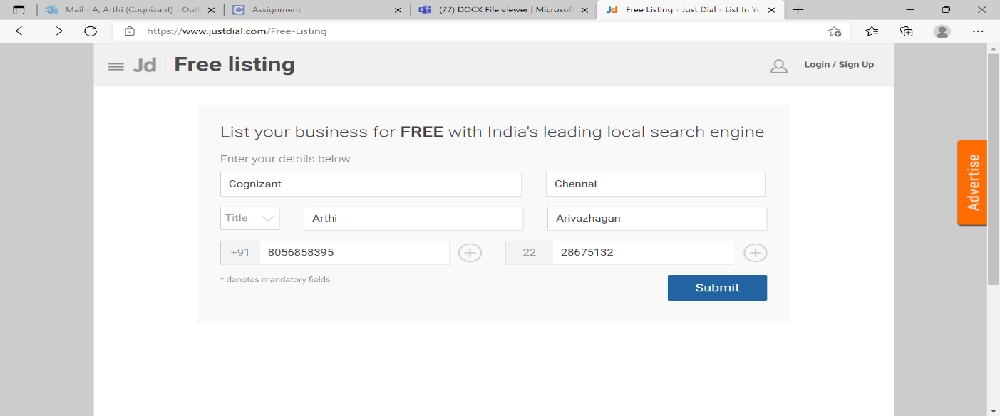 Mail - A, Arthi (Cognizant) - Outl
Assignment
(77) DOCX File viewer | Microsoft
Jd Free Listing - Just Dial - List In Yo
https://www.justdial.com/Free-Listing
Jd Free listing
Login / Sign Up
List your business for FREE with India's leading local search engine
Enter your details below
Cognizant Chennai
Title Arthi Arivazhagan
+91 8056858395 22 28675132
* denotes mandatory fields
Submit
Advertise